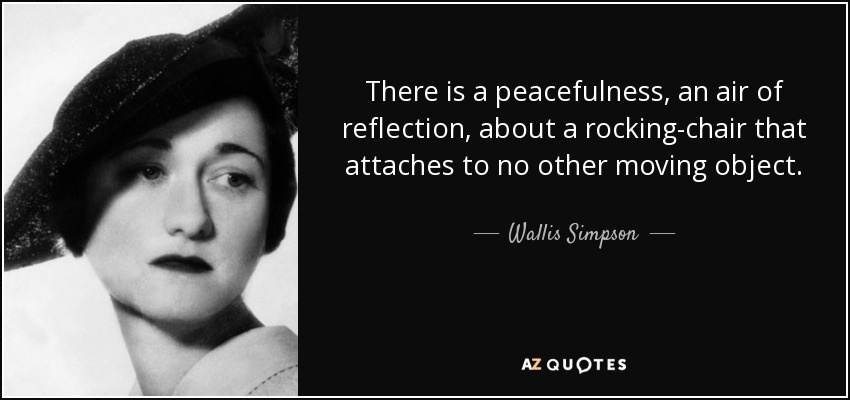 There is a peacefulness, an air of
reflection, about a rocking-chair that
attaches to no other moving object.
Wallis Simpson
AZ QUOTES